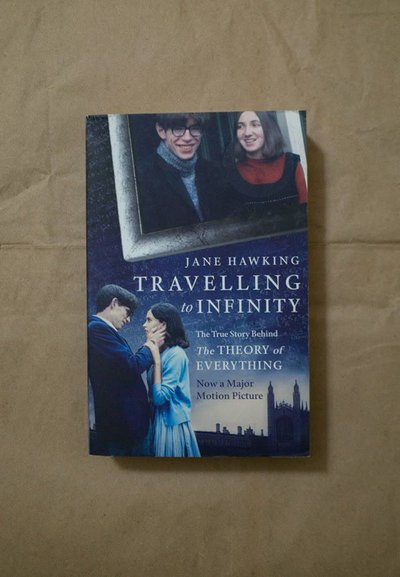 JANE HAWKING
TRAVELLING
to INFINITY
The True Story Behind
The THEORY of
EVERYTHING
Now a Major
Motion Picture